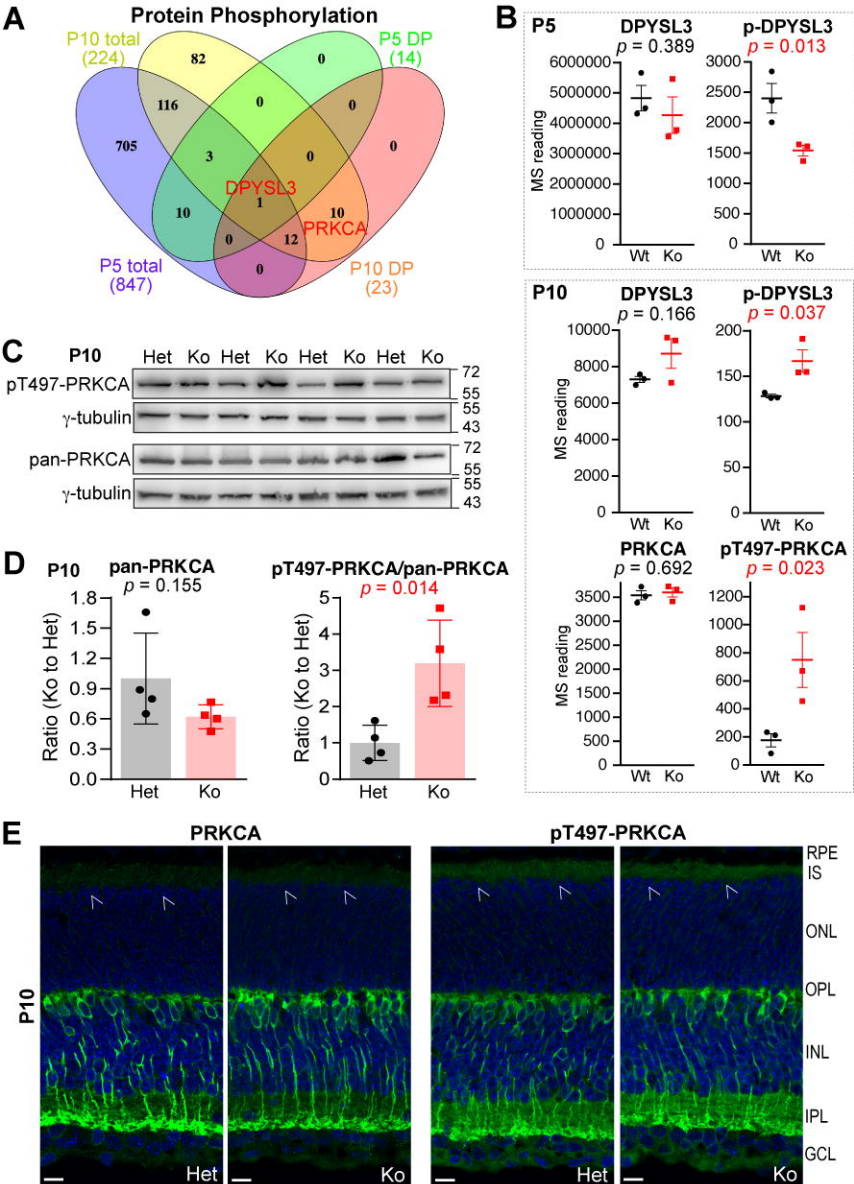 A
Protein Phosphorylation
P10 total
(224)
P5 DP
(14)
82
0
116
0
0
705
3
0
0
DPYSL3
10
1
10
PRKCA
0
12
0
P5 total
(847)
P10 DP
(23)
B
P5
DPYSL3
p = 0.389
p-DPYSL3
p = 0.013
MS reading
6000000
5000000
4000000
3000000
2000000
1000000
0
Wt
Ko
3000
2500
2000
1500
1000
500
0
Wt
Ko
P10
DPYSL3
p = 0.166
p-DPYSL3
p = 0.037
MS reading
10000
8000
6000
4000
2000
0
Wt
Ko
200
150
100
50
0
Wt
Ko
PRKCA
p = 0.692
pT497-PRKCA
p = 0.023
MS reading
3500
3000
2500
2000
1500
1000
500
0
Wt
Ko
1200
1000
800
600
400
200
0
Wt
Ko
C
P10
Het Ko Het Ko Het Ko Het Ko
pT497-PRKCA
72
55
γ-tubulin
55
43
pan-PRKCA
72
55
γ-tubulin
55
43
D
P10
pan-PRKCA
p = 0.155
Ratio (Ko to Het)
1.8
1.5
1.2
0.9
0.6
0.3
0.0
Het
Ko
pT497-PRKCA/pan-PRKCA
p = 0.014
Ratio (Ko to Het)
5
4
3
2
1
0
Het
Ko
E
PRKCA
pT497-PRKCA
P10
RPE
IS
ONL
OPL
INL
IPL
GCL
Het
Ko
Het
Ko